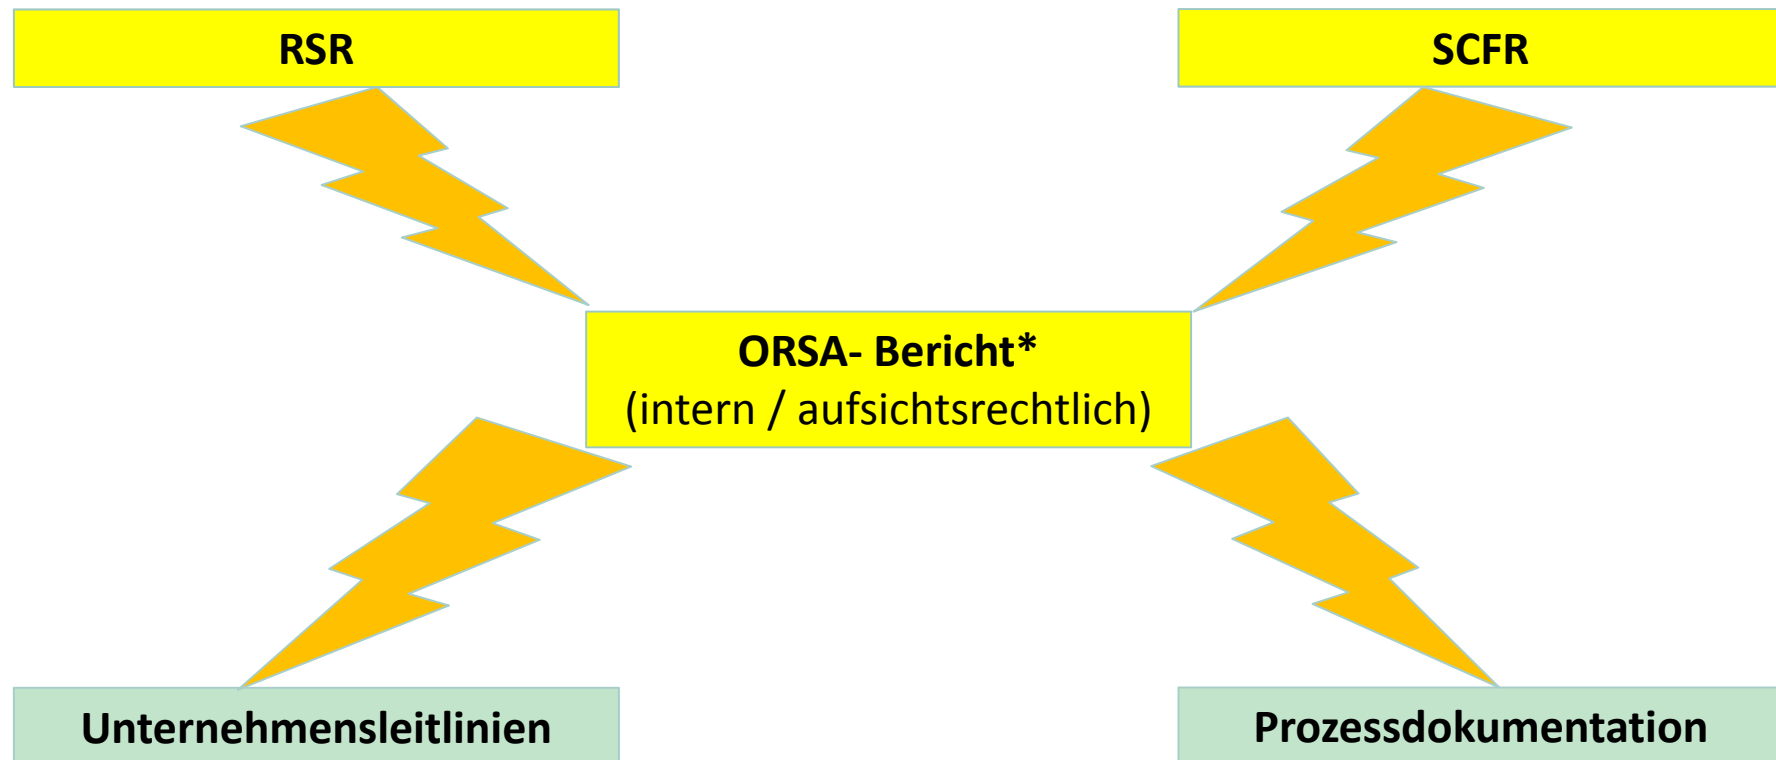 RSR
SCFR
ORSA- Bericht*
(intern / aufsichtsrechtlich)
Unternehmensleitlinien
Prozessdokumentation